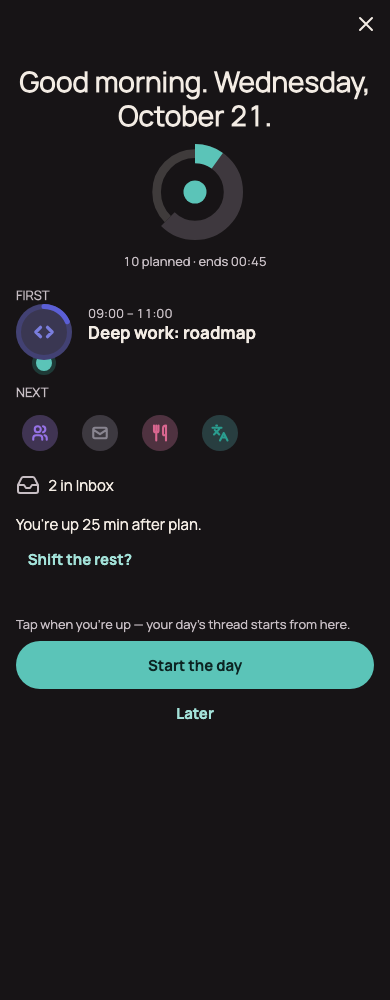 Good morning. Wednesday,
October 21.
10 planned · ends 00:45
FIRST
09:00 – 11:00
Deep work: roadmap
NEXT
2 in Inbox
You're up 25 min after plan.
Shift the rest?
Tap when you're up — your day's thread starts from here.
Start the day
Later